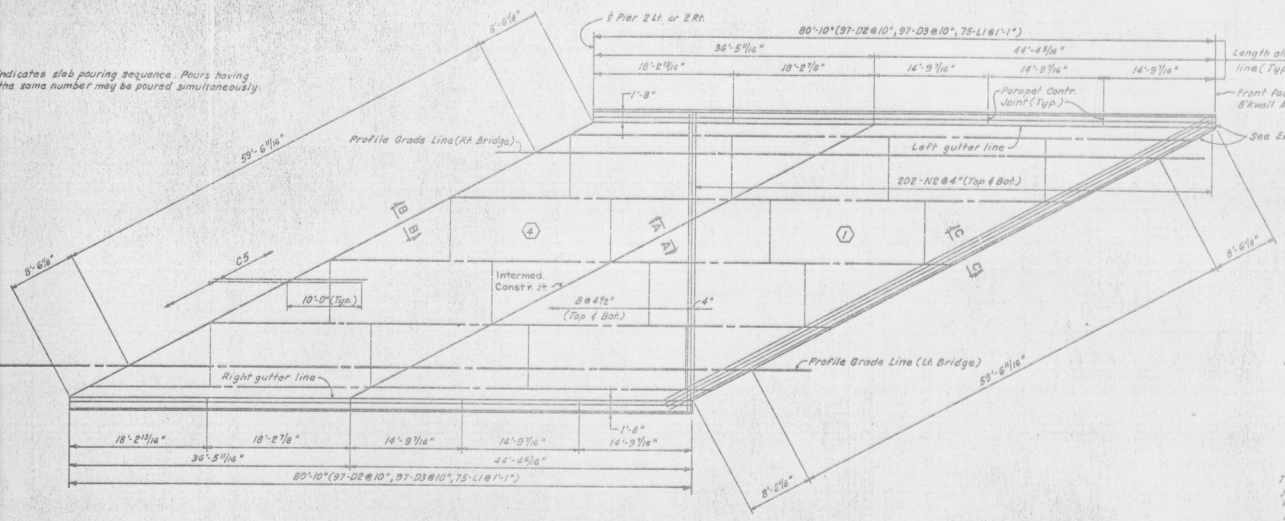 ndicates slab pouring sequence. Pours having
the same number may be poured simultaneously.
₵ Pier 2 Lt. or 2 Rt.
80'-10" (97-D2@10", 97-D3@10", 75-L1@1'-1")
36'-5 11/16"
44'-4 5/16"
18'-2 13/16"
18'-2 7/8"
14'-9 7/16"
14'-9 7/16"
14'-9 7/16"
Length
line (Typ
Front
B'kwall
See
8'-6 1/8"
59'-6 11/16"
8'-6 1/8"
1'-8"
Parapet Contr.
Joint (Typ.)
Profile Grade Line (Rt. Bridge)
Left gutter line
202-N2@4" (Top & Bot.)
B
B
A
A
C
C
4
1
C5
10'-0" (Typ.)
Intermed.
Constr. Jt.
B@4 1/2"
(Top & Bot.)
4"
Profile Grade Line (Lt. Bridge)
Right gutter line
8'-6 1/8"
59'-6 11/16"
8'-6 1/8"
1'-8"
18'-2 13/16"
18'-2 7/8"
14'-9 7/16"
14'-9 7/16"
14'-9 7/16"
36'-5 11/16"
44'-4 5/16"
80'-10" (97-D2@10", 97-D3@10", 75-L1@1'-1")